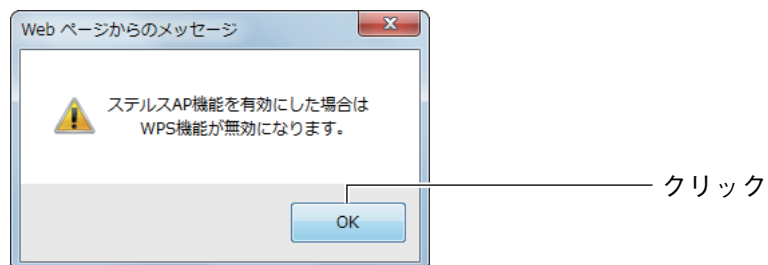 Web ページからのメッセージ
ステルスAP機能を有効にした場合は
WPS機能が無効になります。
クリック
OK